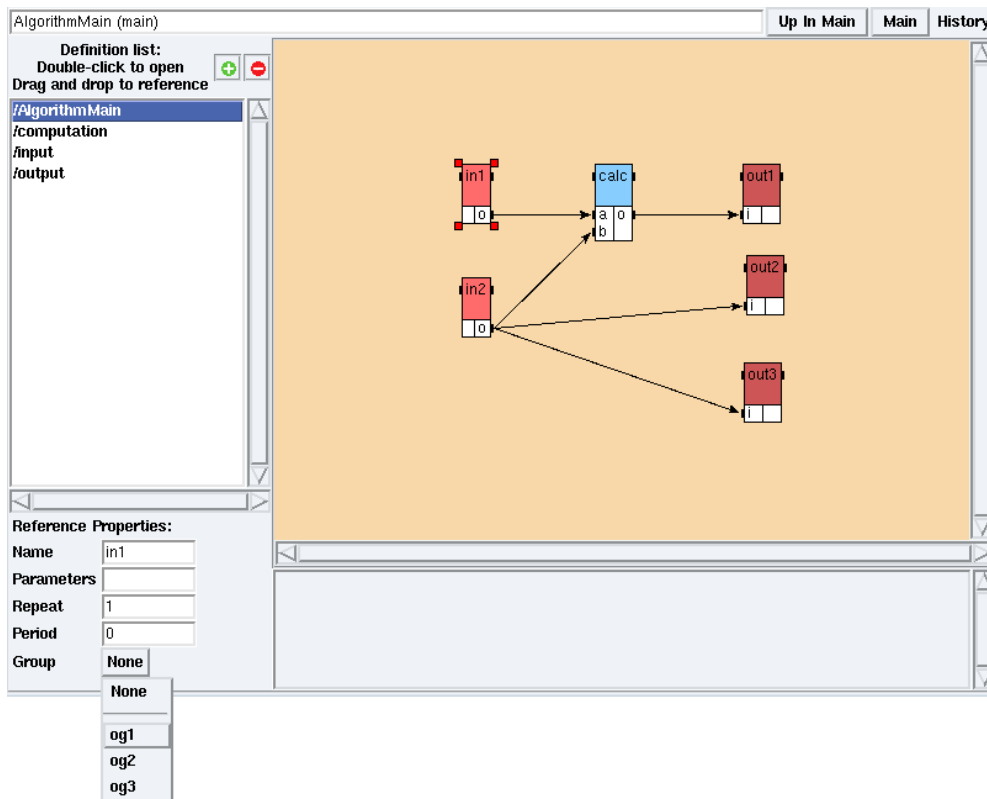 AlgorithmMain (main)
Up In Main
Main
History
Definition list:
Double-click to open
Drag and drop to reference
/AlgorithmMain
/computation
/input
/output
in1
o
calc
a o
b
out1
i
in2
o
out2
i
out3
i
Reference Properties:
Name in1
Parameters
Repeat 1
Period 0
Group None
None
og1
og2
og3